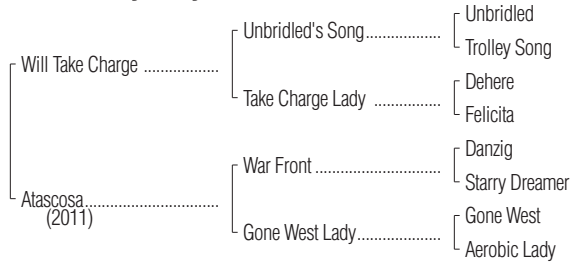 Unbridled
Unbridled's Song..................
Trolley Song
Will Take Charge ..................
Dehere
Take Charge Lady ................
Felicita
Danzig
War Front ..............................
Starry Dreamer
Atascosa................................
(2011)
Gone West
Gone West Lady....................
Aerobic Lady